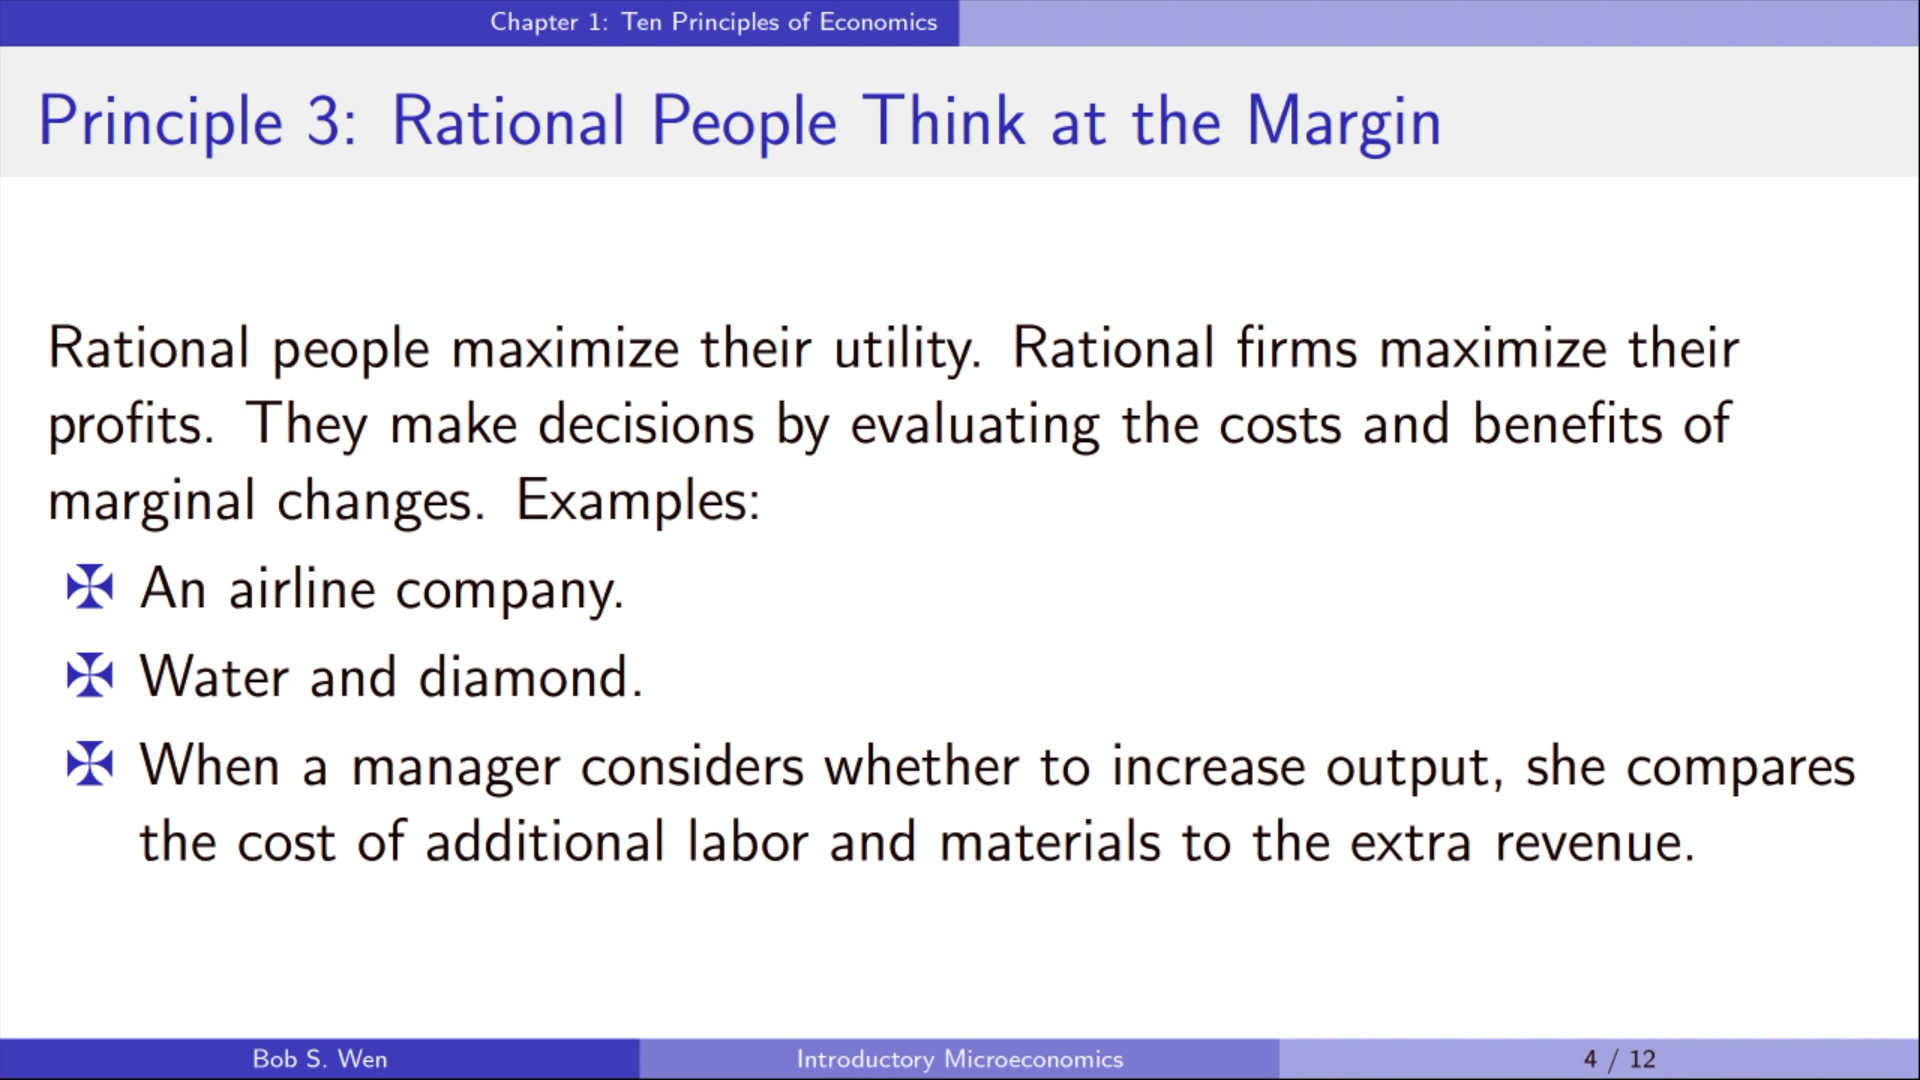 Chapter 1: Ten Principles of Economics
Principle 3: Rational People Think at the Margin
Rational people maximize their utility. Rational firms maximize their
profits. They make decisions by evaluating the costs and benefits of
marginal changes. Examples:
✠ An airline company.
✠ Water and diamond.
✠ When a manager considers whether to increase output, she compares
the cost of additional labor and materials to the extra revenue.
Bob S. Wen Introductory Microeconomics 4 / 12